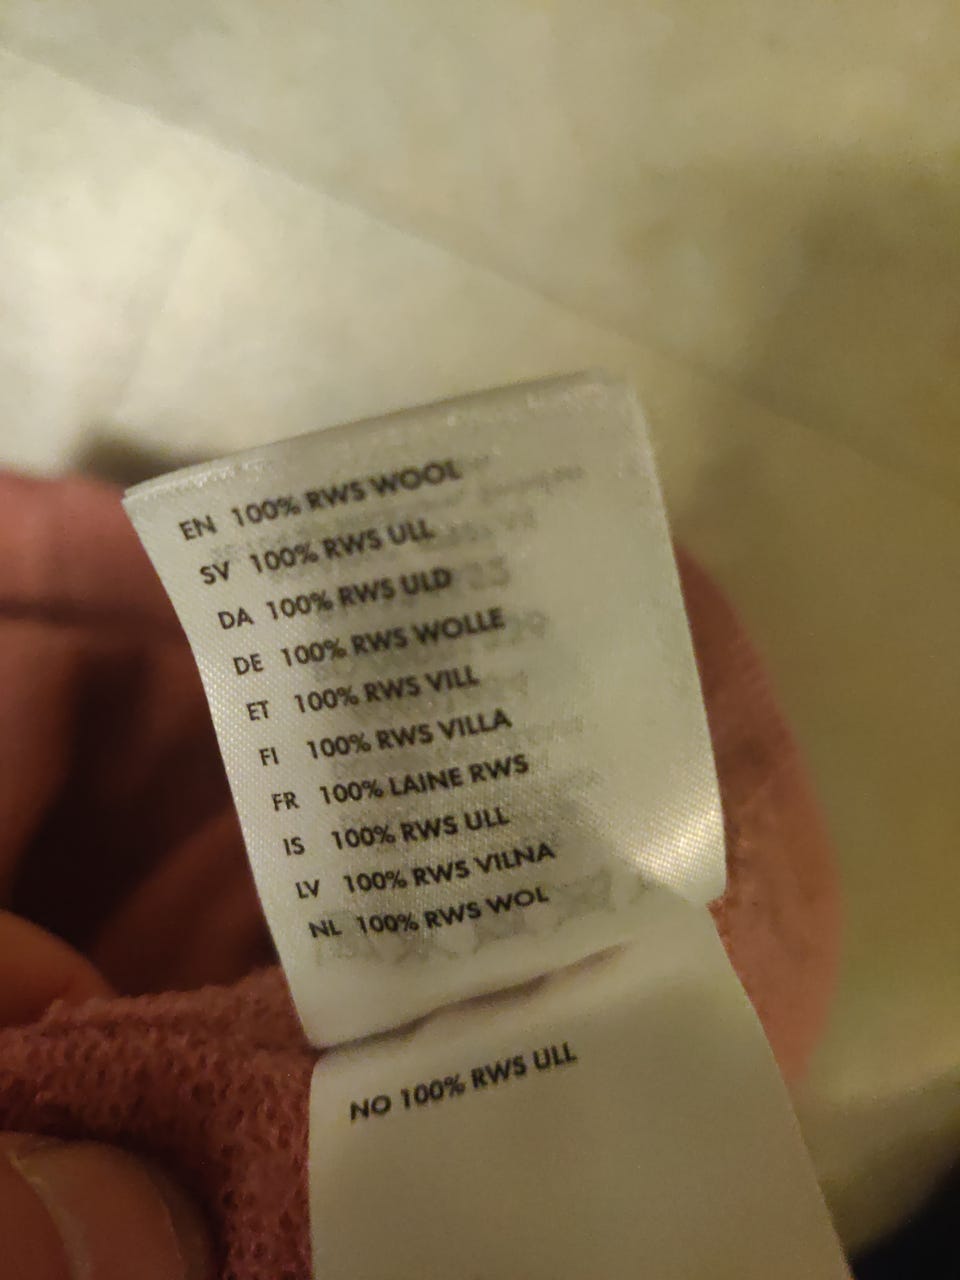 EN 100% RWS WOOL
SV 100% RWS ULL
DA 100% RWS ULD
DE 100% RWS WOLLE
ET 100% RWS VILL
FI 100% RWS VILLA
FR 100% LAINE RWS
IS 100% RWS ULL
LV 100% RWS VILNA
NL 100% RWS WOL
NO 100% RWS ULL